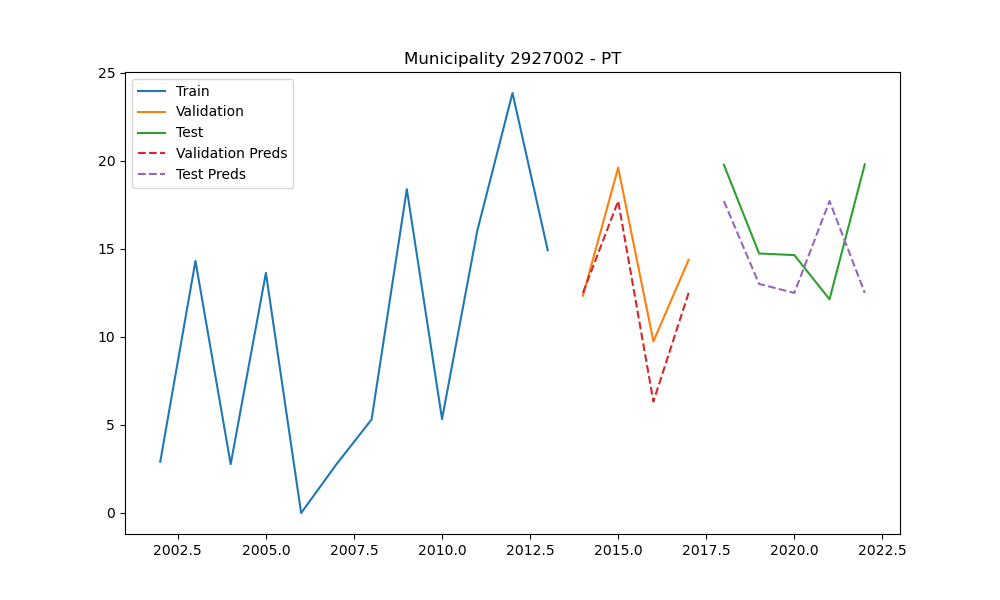 Municipality 2927002 - PT
25
20
15
10
5
0
Train
Validation
Test
Validation Preds
Test Preds
2002.5 2005.0 2007.5 2010.0 2012.5 2015.0 2017.5 2020.0 2022.5